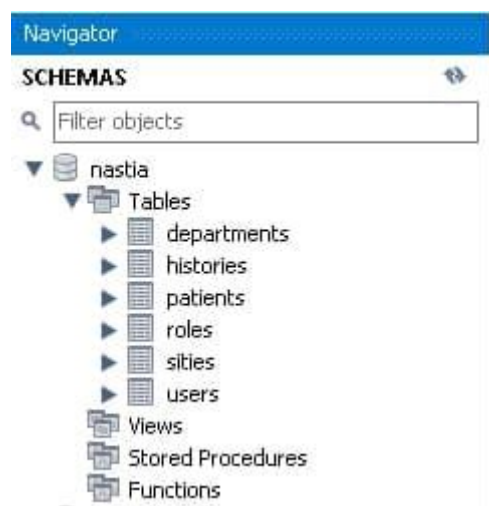 Navigator
SCHEMAS
Filter objects
nastia
Tables
departments
histories
patients
roles
sities
users
Views
Stored Procedures
Functions